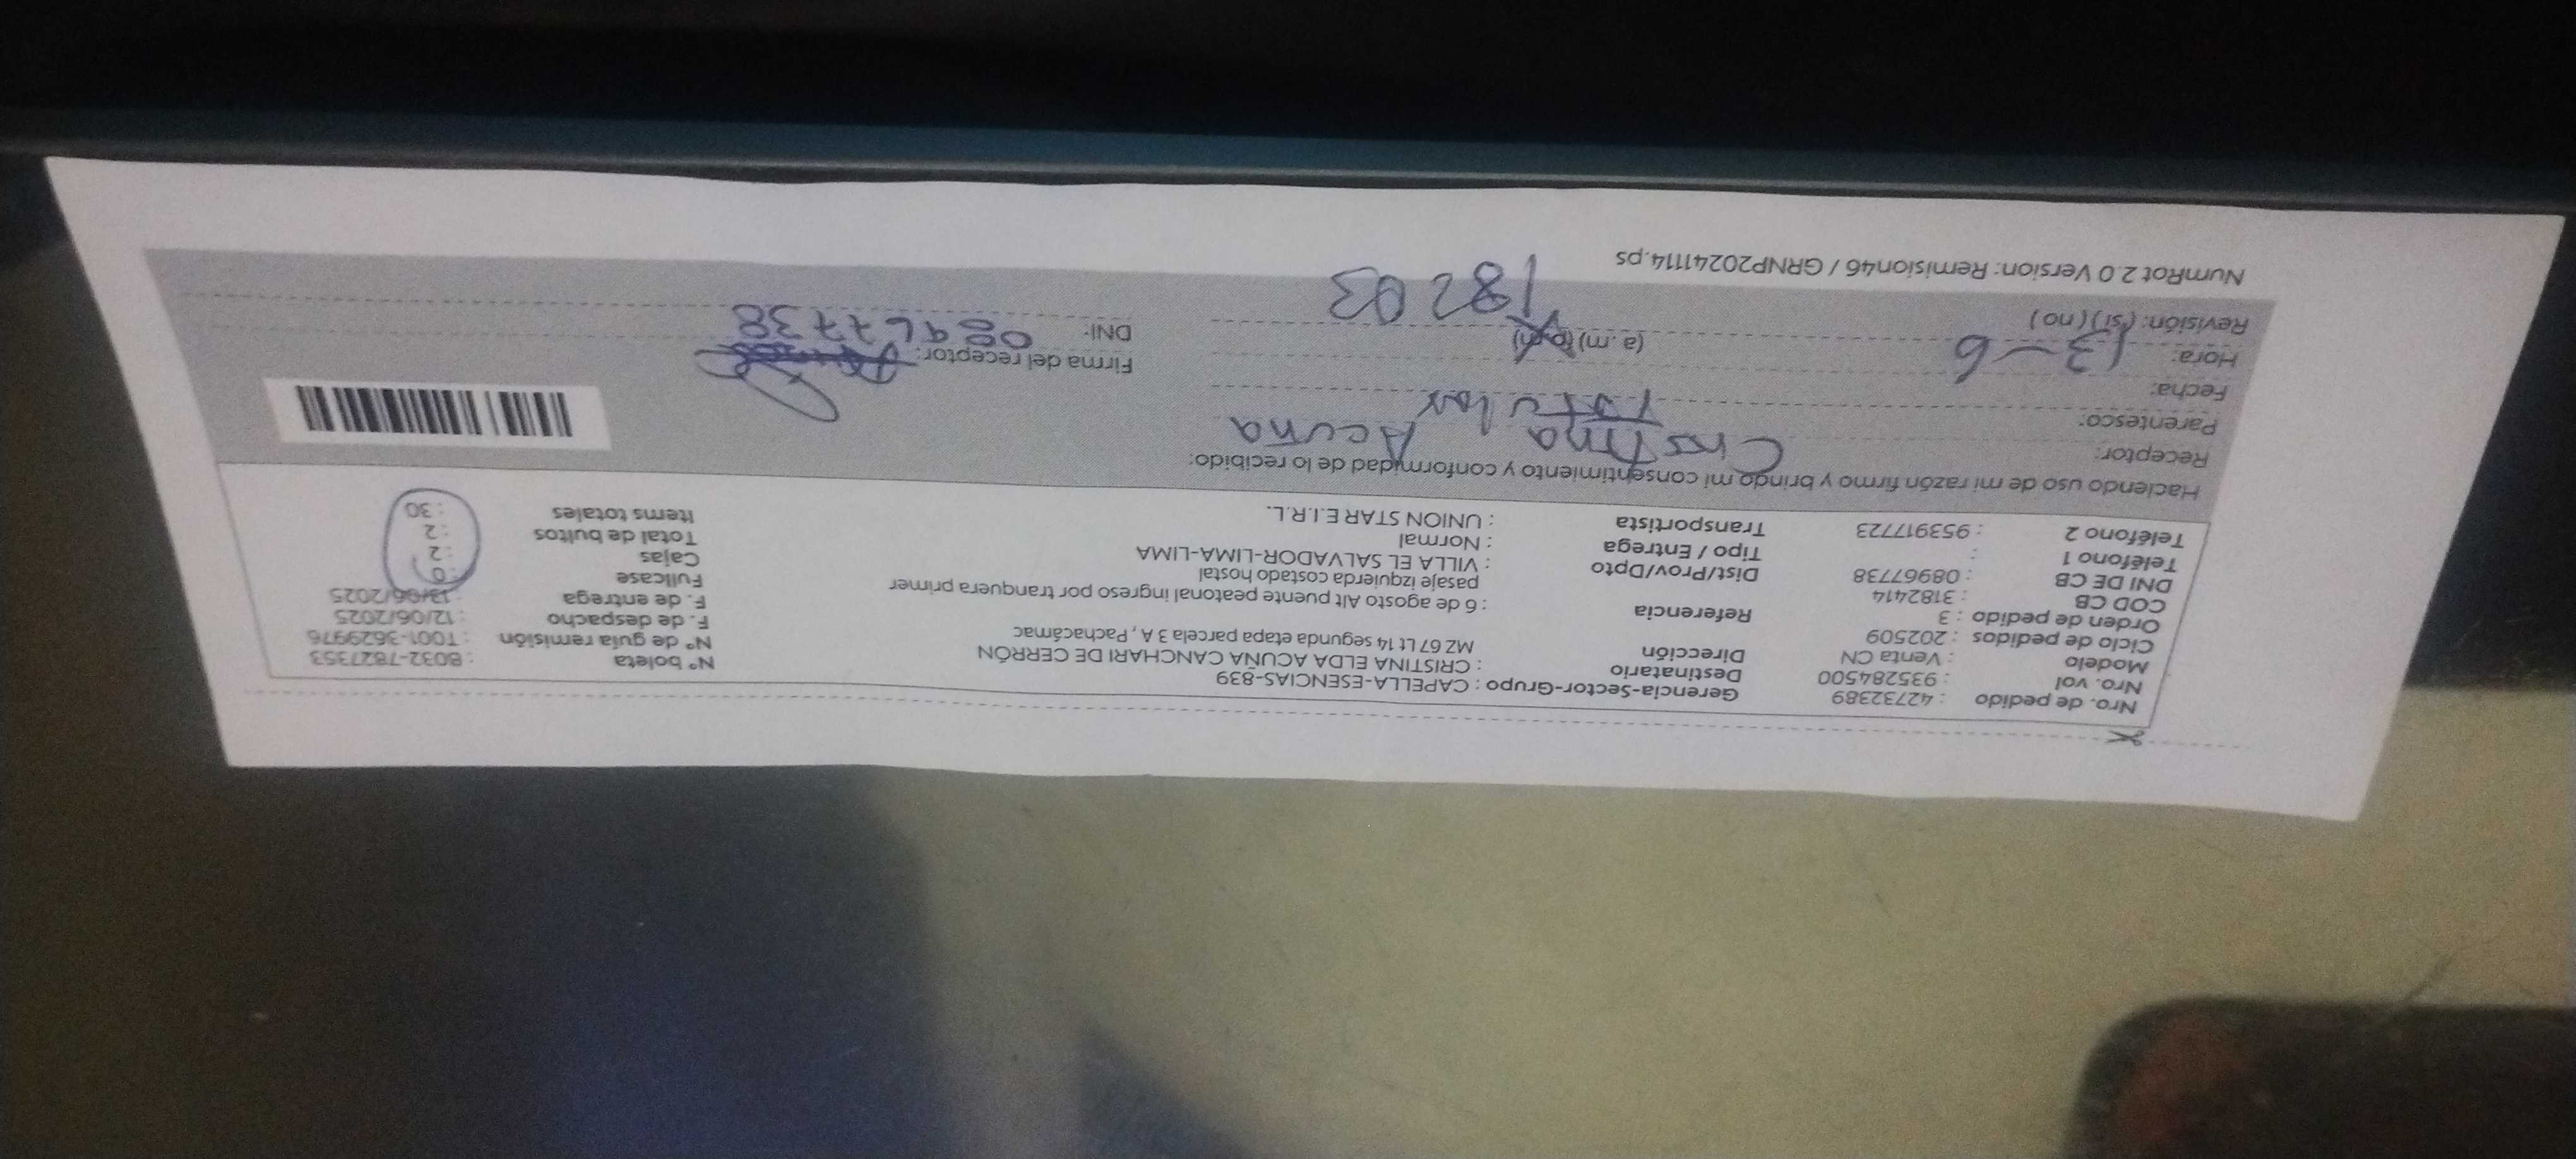 Nro. de pedido : 42732389
Nro. vol : 935284500
Modelo : Venta CN
Ciclo de pedidos : 202509
Orden de pedido : 3
COD CB : 3182414
DNI DE CB : 08967738
Teléfono 1 :
Teléfono 2 : 953917723
Gerencia-Sector-Grupo : CAPELLA-ESENCIAS-839
Destinatario : CRISTINA ELDA ACUÑA CANCHARI DE CERRÓN
Dirección MZ 67 Lt 14 segunda etapa parcela 3 A , Pachacámac
Referencia : 6 de agosto Alt puente peatonal ingreso por tranquera primer
pasaje izquierda costado hostal
Dist/Prov/Dpto : VILLA EL SALVADOR-LIMA-LIMA
Tipo / Entrega : Normal
Transportista : UNION STAR E.I.R.L.
N° boleta : B032-7827353
N° de guía remisión : T001-3629976
F. de despacho : 12/06/2025
F. de entrega : 13/06/2025
Fullcase : 0
Cajas : 2
Total de bultos : 2
Items totales : 30
Haciendo uso de mi razón firmo y brindo mi consentimiento y conformidad de lo recibido:
Receptor: Cristina Acuña
Parentesco: Titular
Fecha: 13-6
Hora: (a.m) (p.m)
Revisión: (si) (no) 18203
Firma del receptor:
DNI: 08967738
NumRot 2.0 Version: Remision46 / GRNP20241114.ps